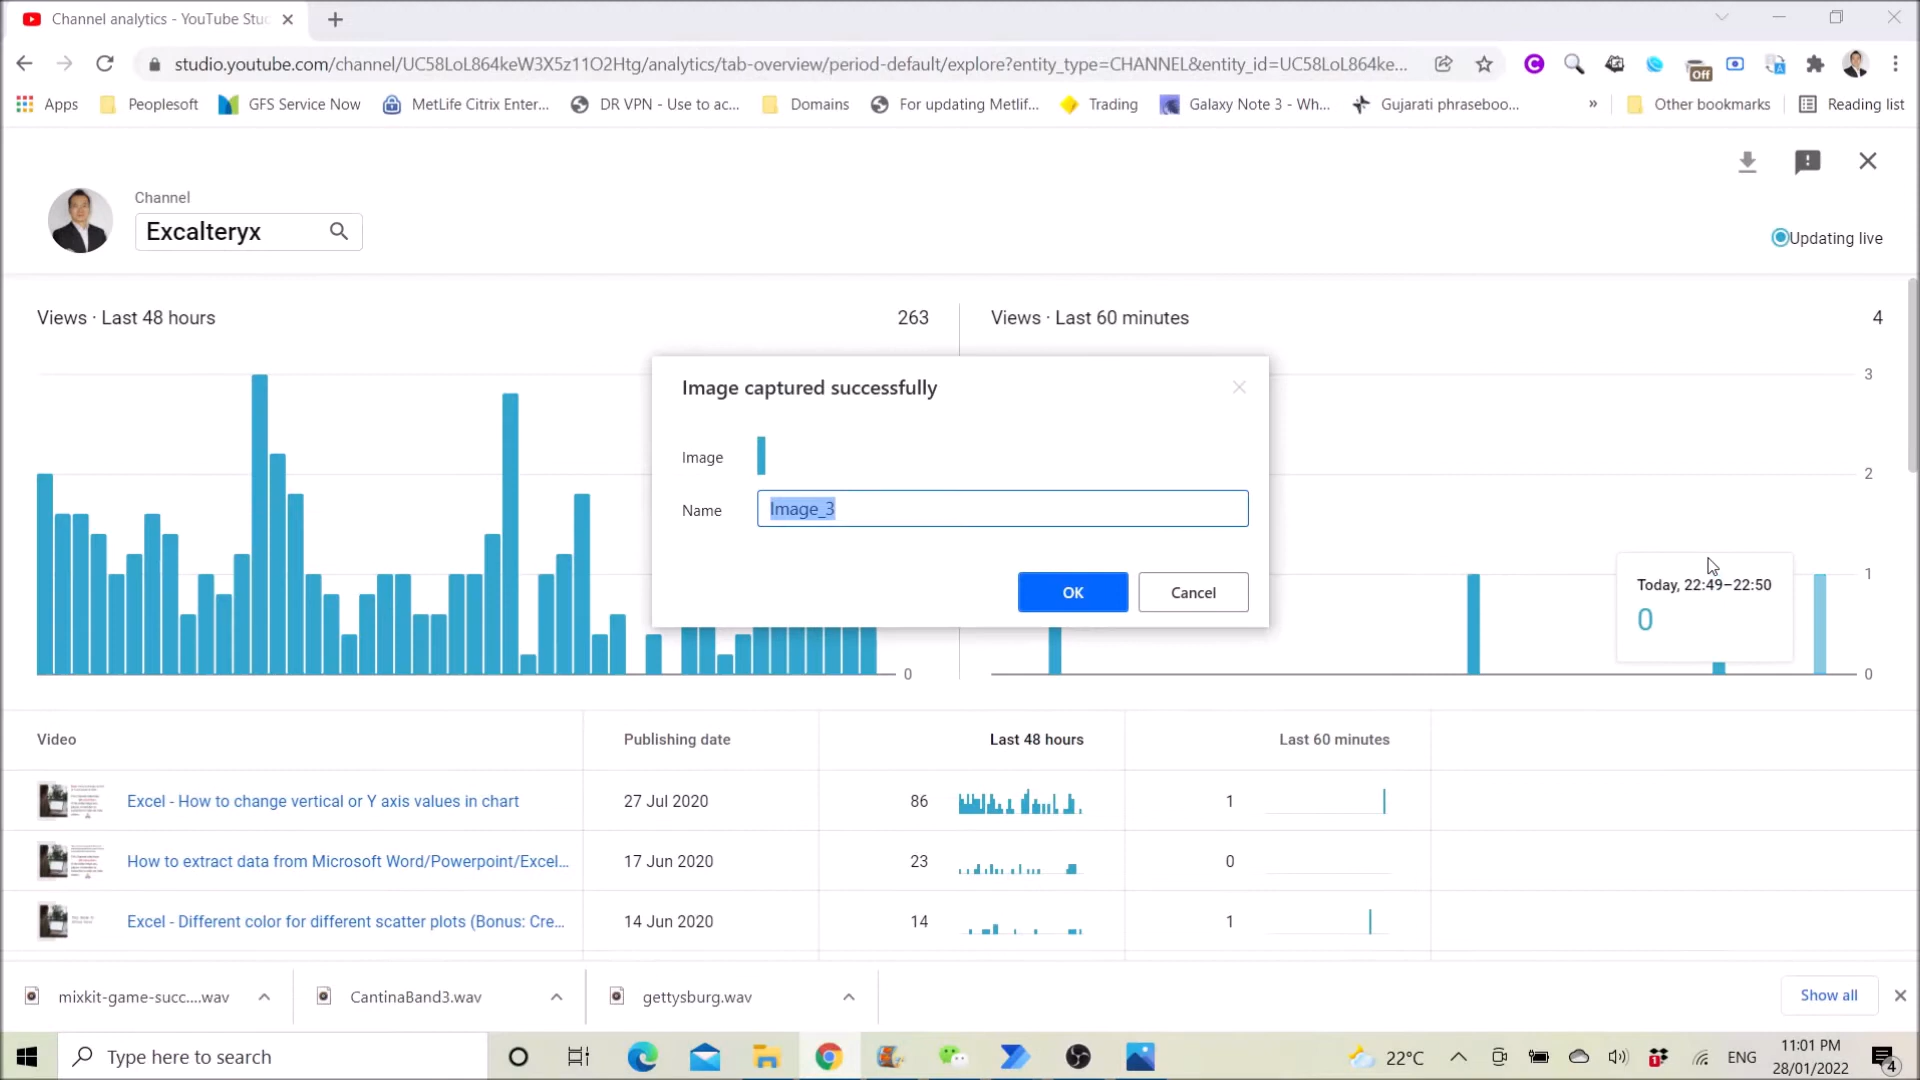 Channel analytics - YouTube Stu
studio.youtube.com/channel/UC58LoL864keW3X5z11O2Htg/analytics/tab-overview/period-default/explore?entity_type=CHANNEL&entity_id=UC58LoL864ke...
Off
Apps
Peoplesoft
GFS Service Now
MetLife Citrix Enter...
DR VPN - Use to ac...
Domains
For updating Metlif...
Trading
Galaxy Note 3 - Wh...
Gujarati phraseboo...
»
Other bookmarks
Reading list
Channel
Excalteryx
Updating live
Views · Last 48 hours
263
Views · Last 60 minutes
4
3
2
1
0
0
Image captured successfully
Image
Name
Image_3
OK
Cancel
Today, 22:49–22:50
0
Video
Publishing date
Last 48 hours
Last 60 minutes
Excel - How to change vertical or Y axis values in chart
27 Jul 2020
86
1
How to extract data from Microsoft Word/Powerpoint/Excel...
17 Jun 2020
23
0
Excel - Different color for different scatter plots (Bonus: Cre...
14 Jun 2020
14
1
mixkit-game-succ....wav
CantinaBand3.wav
gettysburg.wav
Show all
Type here to search
22°C
ENG
11:01 PM
28/01/2022
4